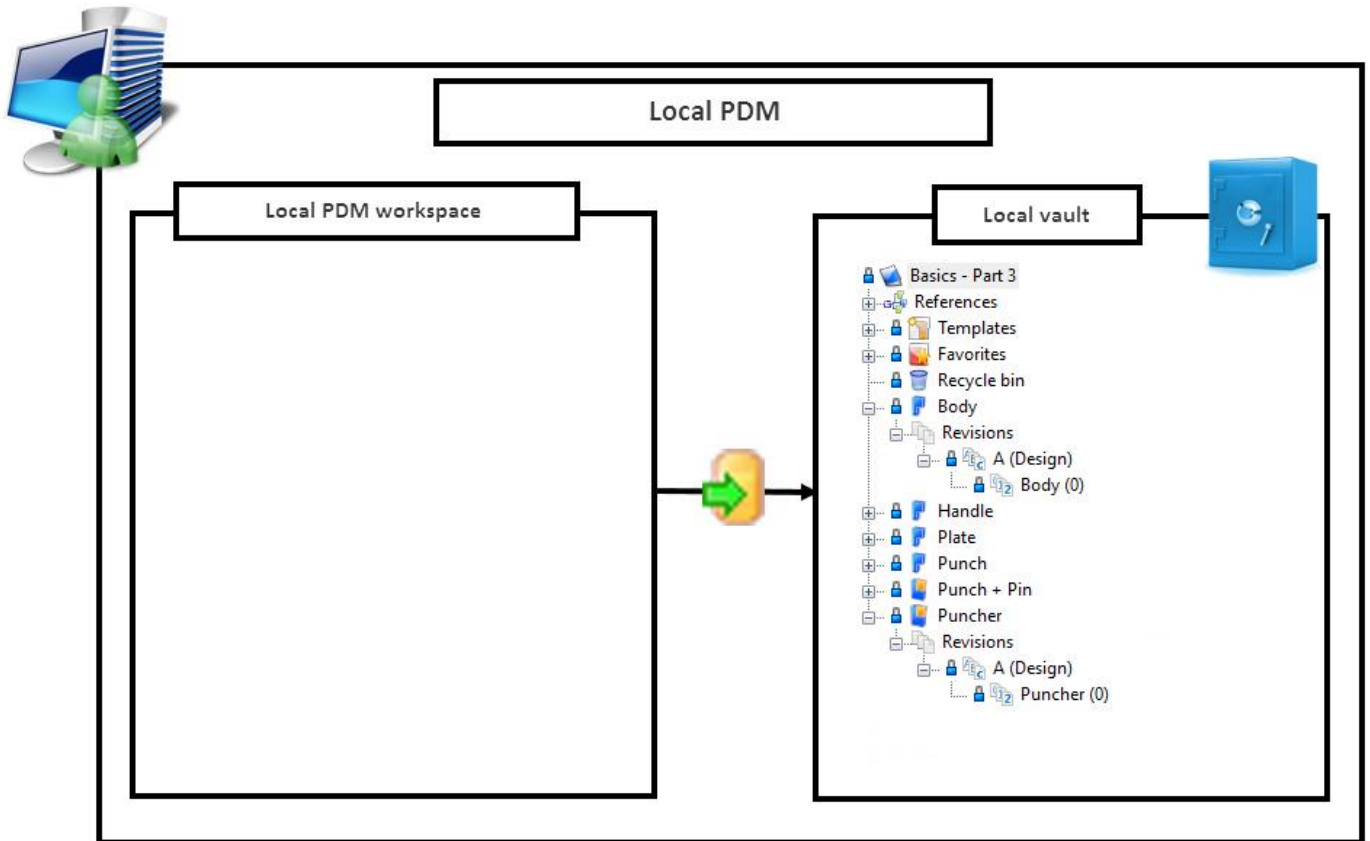 Local PDM
Local PDM workspace
Local vault
Basics - Part 3
References
Templates
Favorites
Recycle bin
Body
Revisions
A (Design)
Body (0)
Handle
Plate
Punch
Punch + Pin
Puncher
Revisions
A (Design)
Puncher (0)